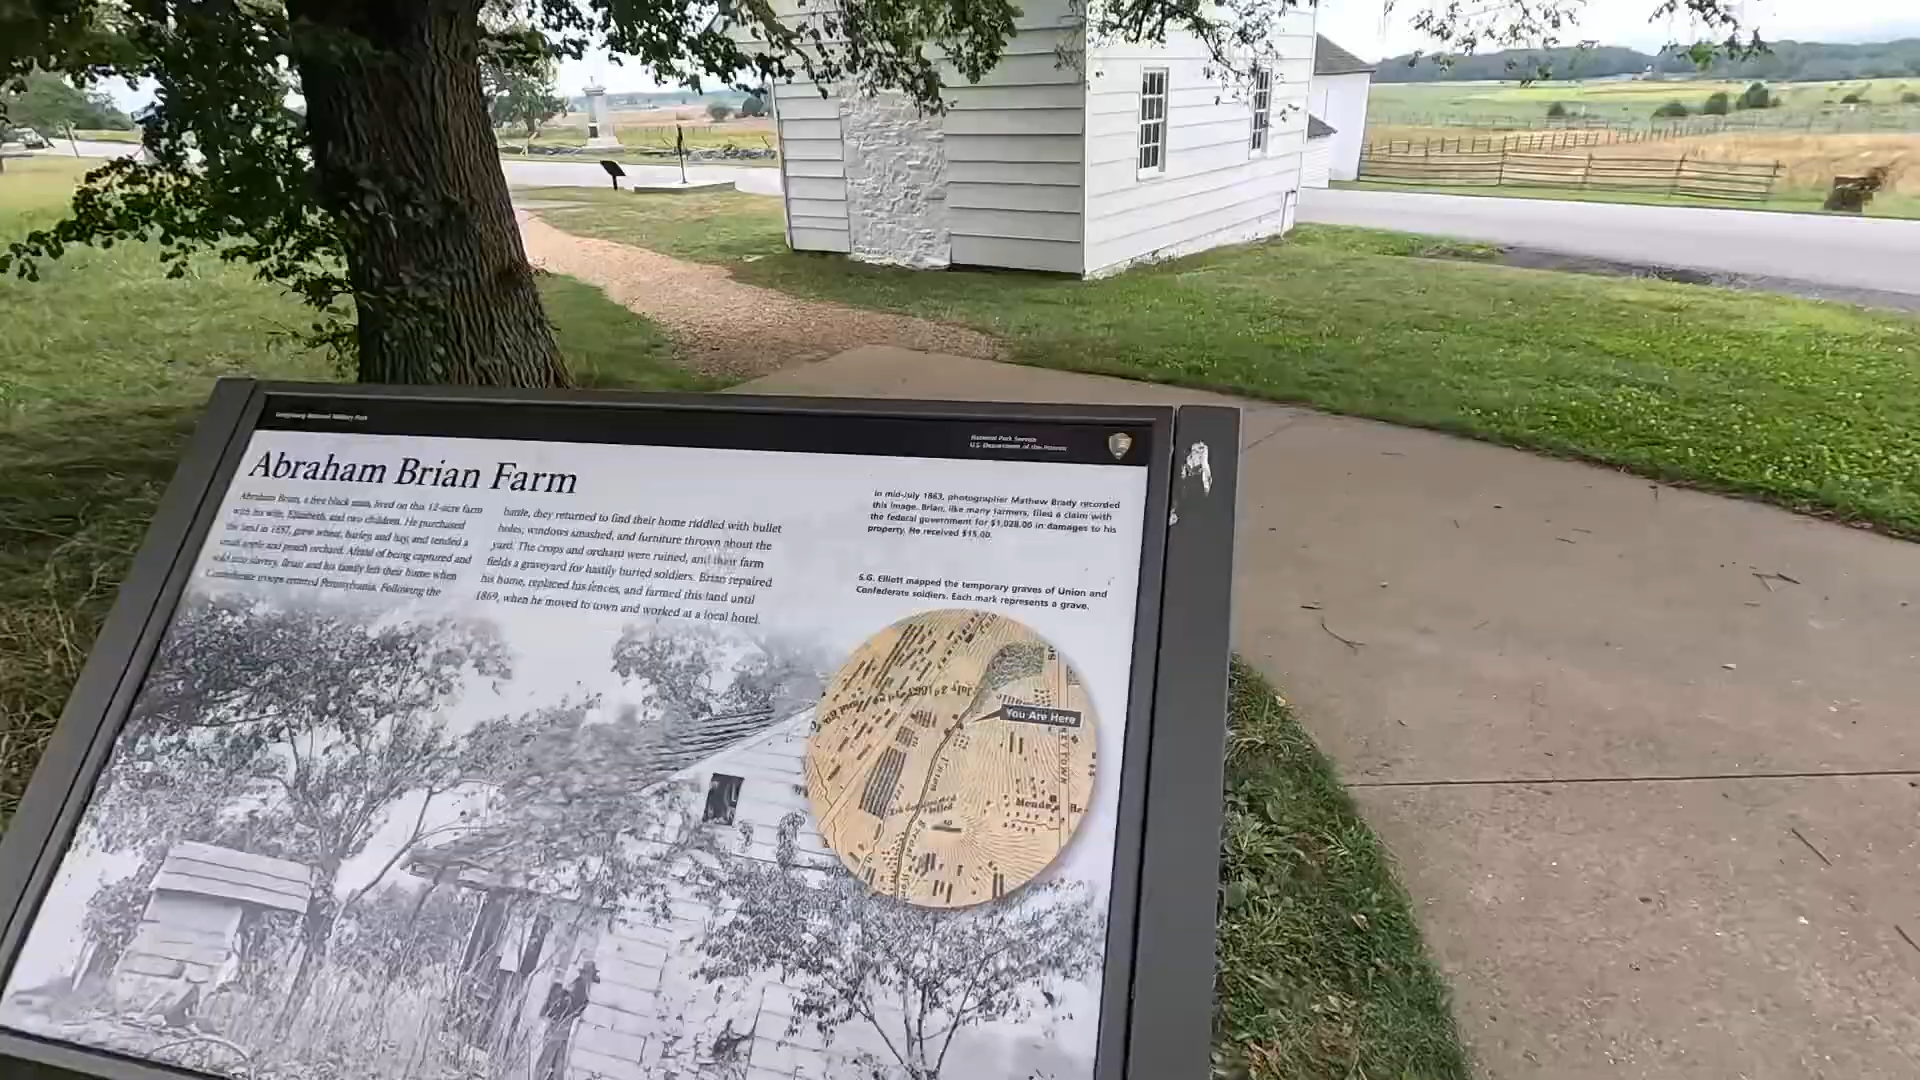 Gettysburg National Military Park
National Park Service
U.S. Department of the Interior
Abraham Brian Farm
Abraham Brian, a free black man, lived on this 12-acre farm
with his wife, Elizabeth, and two children. He purchased
the land in 1857, grew wheat, barley, and hay, and tended a
small apple and peach orchard. Afraid of being captured and
sold into slavery, Brian and his family left their home when
Confederate troops entered Pennsylvania. Following the
battle, they returned to find their home riddled with bullet
holes, windows smashed, and furniture thrown about the
yard. The crops and orchard were ruined, and their farm
fields a graveyard for hastily buried soldiers. Brian repaired
his home, replaced his fences, and farmed this land until
1869, when he moved to town and worked at a local hotel.
In mid-July 1863, photographer Mathew Brady recorded
this image. Brian, like many farmers, filed a claim with
the federal government for $1,028.00 in damages to his
property. He received $15.00.
S.G. Elliott mapped the temporary graves of Union and
Confederate soldiers. Each mark represents a grave.
You Are Here